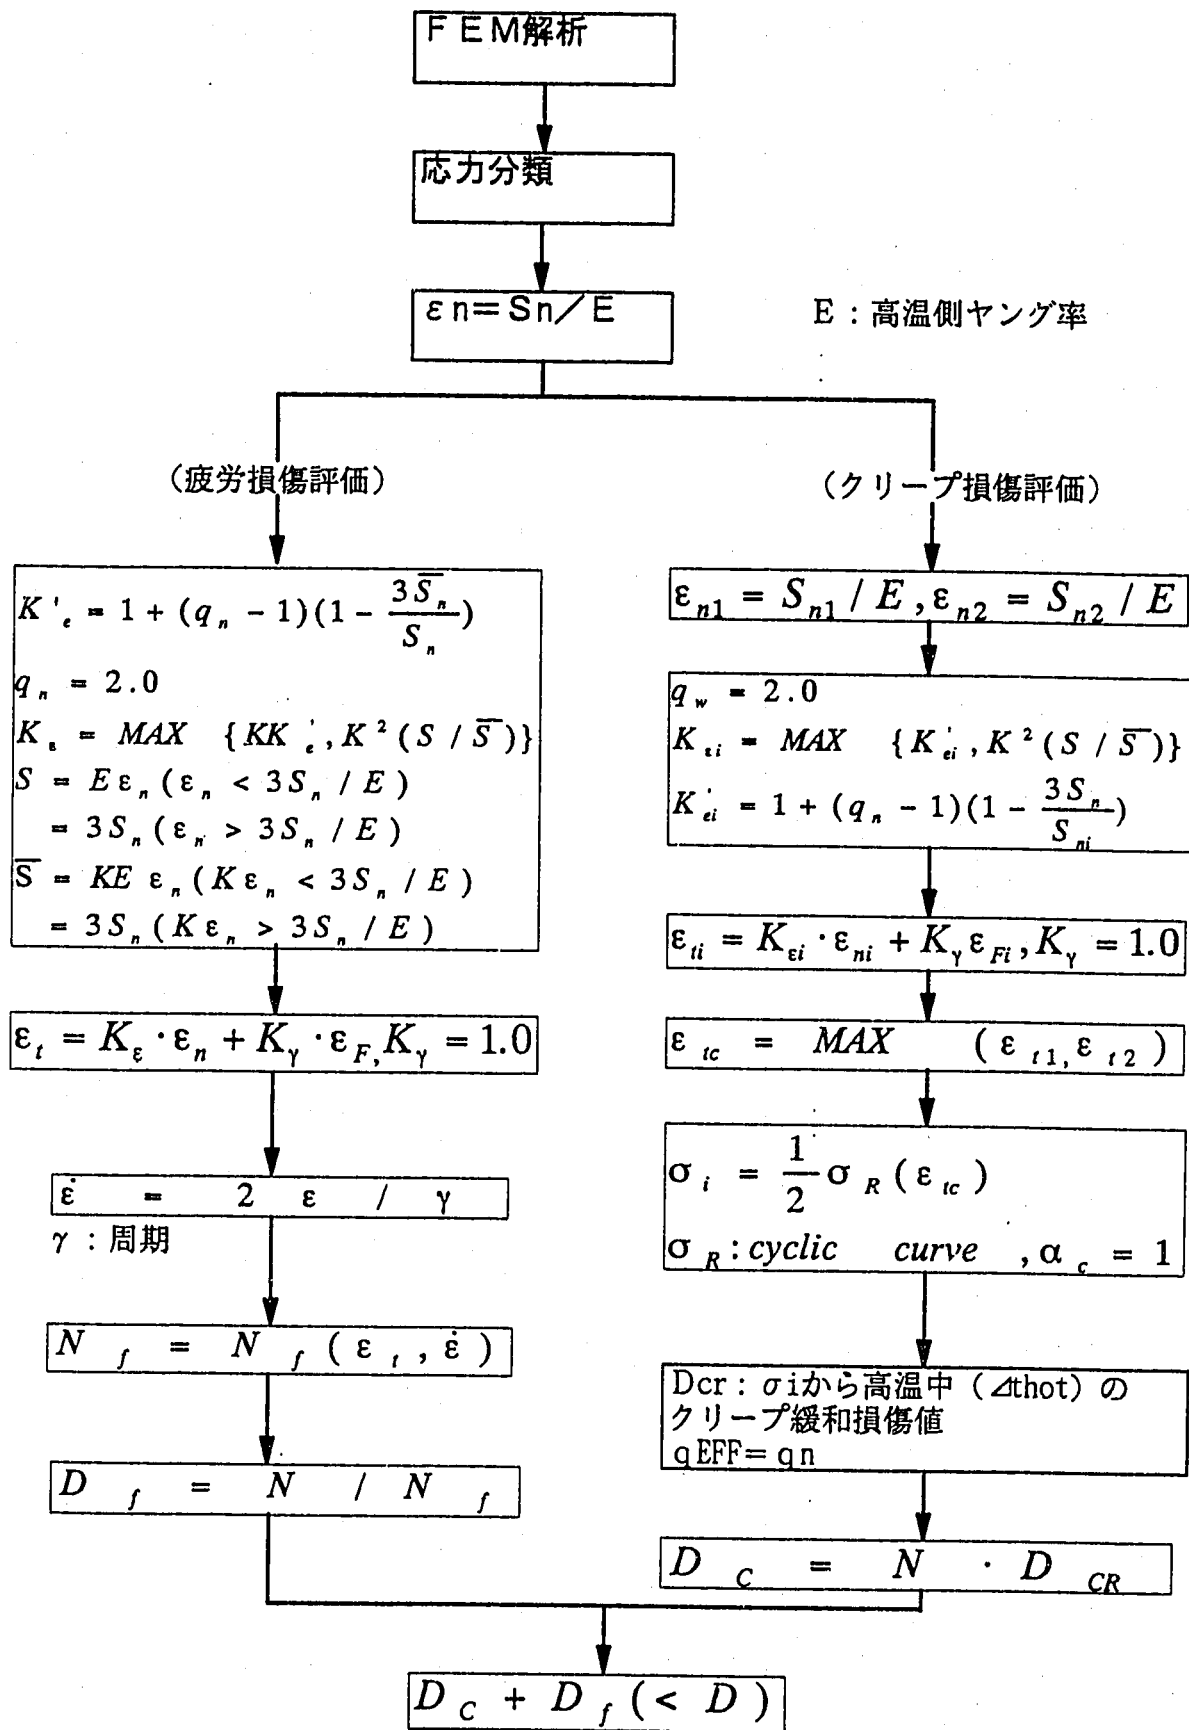 ＦＥＭ解析
応力分類
εn＝Sn／E
E：高温側ヤング率
（疲労損傷評価）
K'e = 1 + (qn - 1)(1 - 3S̅n / Sn)
qn = 2.0
Kε = MAX {KK'e, K²(S / S̅)}
S = Eεn(εn < 3Sn / E)
= 3Sn(εn > 3Sn / E)
S̅ = KE εn(Kεn < 3Sn / E)
= 3Sn(Kεn > 3Sn / E)
εt = Kε·εn + Kγ·εF, Kγ = 1.0
ε̇ = 2 ε / γ
γ：周期
Nf = Nf(εt, ε̇)
Df = N / Nf
（クリープ損傷評価）
εn1 = Sn1 / E, εn2 = Sn2 / E
qw = 2.0
Kεi = MAX {K'ei, K²(S / S̅)}
K'ei = 1 + (qn - 1)(1 - 3Sn / Sni)
εti = Kεi·εni + KγεFi, Kγ = 1.0
εtc = MAX (εt1, εt2)
σi = 1/2 σR(εtc)
σR: cyclic curve , αc = 1
Dcr：σiから高温中（⊿thot）の
クリープ緩和損傷値
qEFF＝qn
DC = N · DCR
DC + Df(< D)